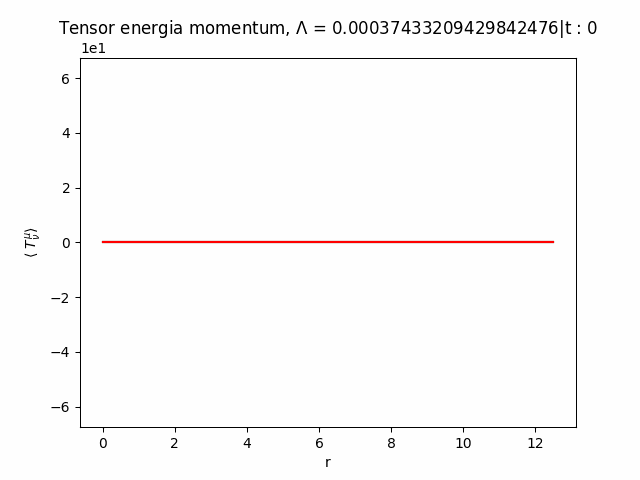 Tensor energia momentum, Λ = 0.00037433209429842476|t : 0
1e1
6
4
2
0
−2
−4
−6
⟨ T^μ_ν⟩
0 2 4 6 8 10 12
r